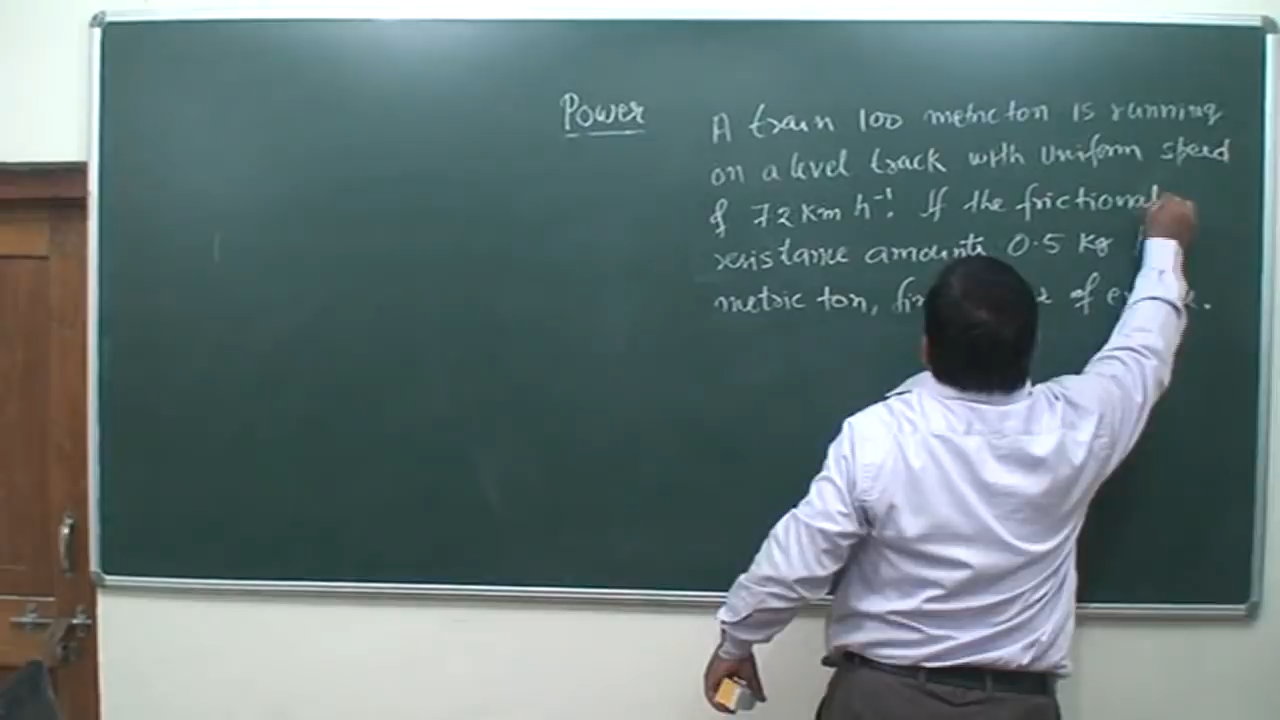 Power
A train 100 metric ton is running
on a level track with uniform speed
of 72 Km h⁻¹. If the frictional
resistance amounts 0.5 Kg
metric ton, of